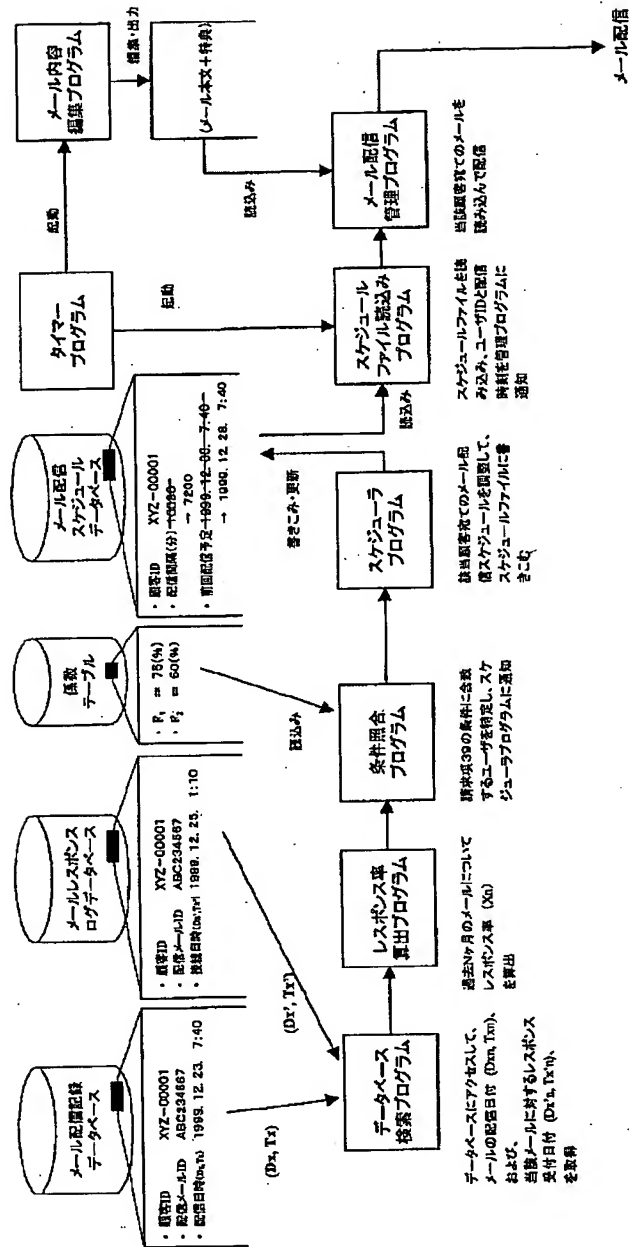 メール配信記録
データベース
・ 顧客ID XYZ-00001
・ 配信メールID ABC234567
・ 配信日時(Dx,Tx) 1999. 12. 23. 7:40
メールレスポンス
ログデータベース
・ 顧客ID XYZ-00001
・ 配信メールID ABC234567
・ 接続日時(Dx',Tx') 1999. 12. 25. 1:10
係数
テーブル
・ P₁ = 75(%)
・ P₂ = 60(%)
メール配信
スケジュール
データベース
・ 顧客ID XYZ-00001
・ 配信間隔(分) 10080
→ 7200
・ 前回配信予定 1999. 12. 30. 7:40
→ 1999. 12. 28. 7:40
タイマー
プログラム
起動
メール内容
編集プログラム
編集・出力
(メール本文+特典)
(Dx, Tx)
(Dx', Tx')
読込み
書きこみ・更新
読込み
起動
読込み
データベース
検索プログラム
レスポンス率
算出プログラム
条件照合
プログラム
スケジューラ
プログラム
スケジュール
ファイル読込み
プログラム
メール配信
管理プログラム
データベースにアクセスして、
メールの配信日付 (Dxn, Txn)、
および、
当該メールに対するレスポンス
受付日付 (Dx'n, Tx'n)、
を取得
過去Nヶ月のメールについて
レスポンス率 (Xn)
を算出
請求項39の条件に合致
するユーザを特定し、スケ
ジューラプログラムに通知
該当顧客宛てのメール配
信スケジュールを調整して、
スケジュールファイルに書
きこむ
スケジュールファイルを読
み込み、ユーザIDと配信
時刻を管理プログラムに
通知
当該顧客宛てのメールを
読み込んで配信
メール配信